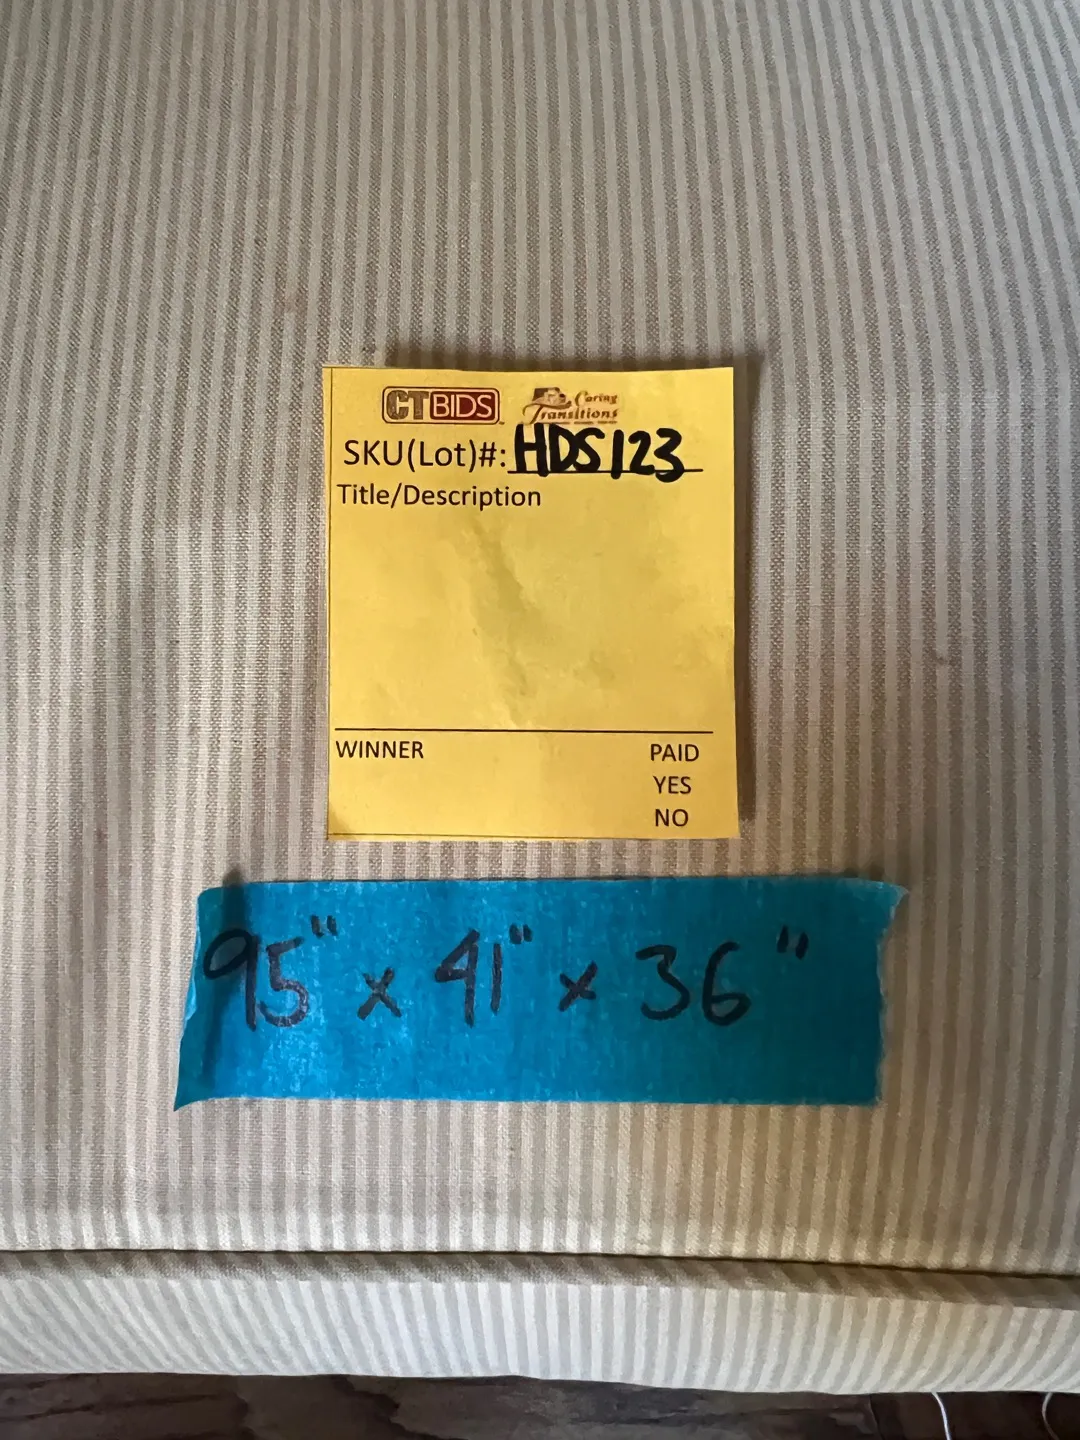 CTBIDS
Caring
Transitions
SKU(Lot)#: HDS123
Title/Description
WINNER PAID
YES
NO
95" x 41" x 36"